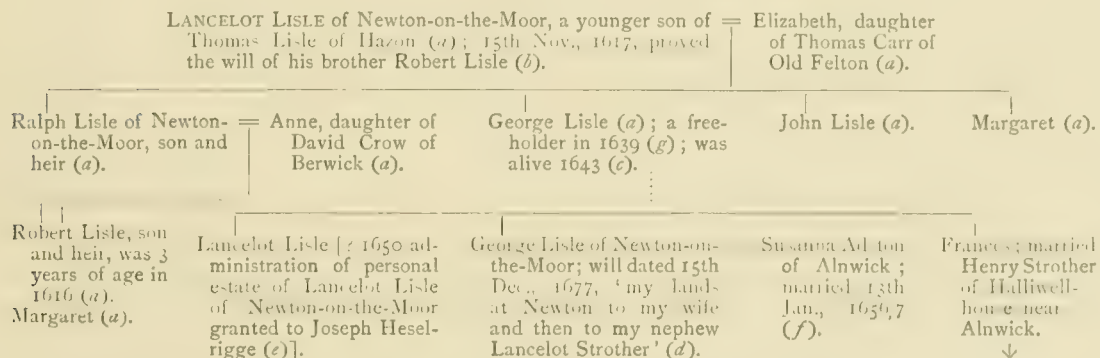 LANCELOT LISLE of Newton-on-the-Moor, a younger son of
Thomas Lisle of Hazon (a); 15th Nov., 1617, proved
the will of his brother Robert Lisle (b).
= Elizabeth, daughter
of Thomas Carr of
Old Felton (a).
Ralph Lisle of Newton-
on-the-Moor, son and
heir (a).
= Anne, daughter of
David Crow of
Berwick (a).
George Lisle (a); a free-
holder in 1639 (g); was
alive 1643 (c).
John Lisle (a).
Margaret (a).
Robert Lisle, son
and heir, was 3
years of age in
1616 (a).
Margaret (a).
Lancelot Lisle [? 1650 ad-
ministration of personal
estate of Lancelot Lisle
of Newton-on-the-Moor
granted to Joseph Hesel-
rigge (e)].
George Lisle of Newton-on-
the-Moor; will dated 15th
Dec., 1677, 'my lands
at Newton to my wife
and then to my nephew
Lancelot Strother' (d).
Susanna
of Alnwick;
married 13th
Jan., 1656/7
(f).
Frances; married
Henry Strother
of Halliwell-
house near
Alnwick.